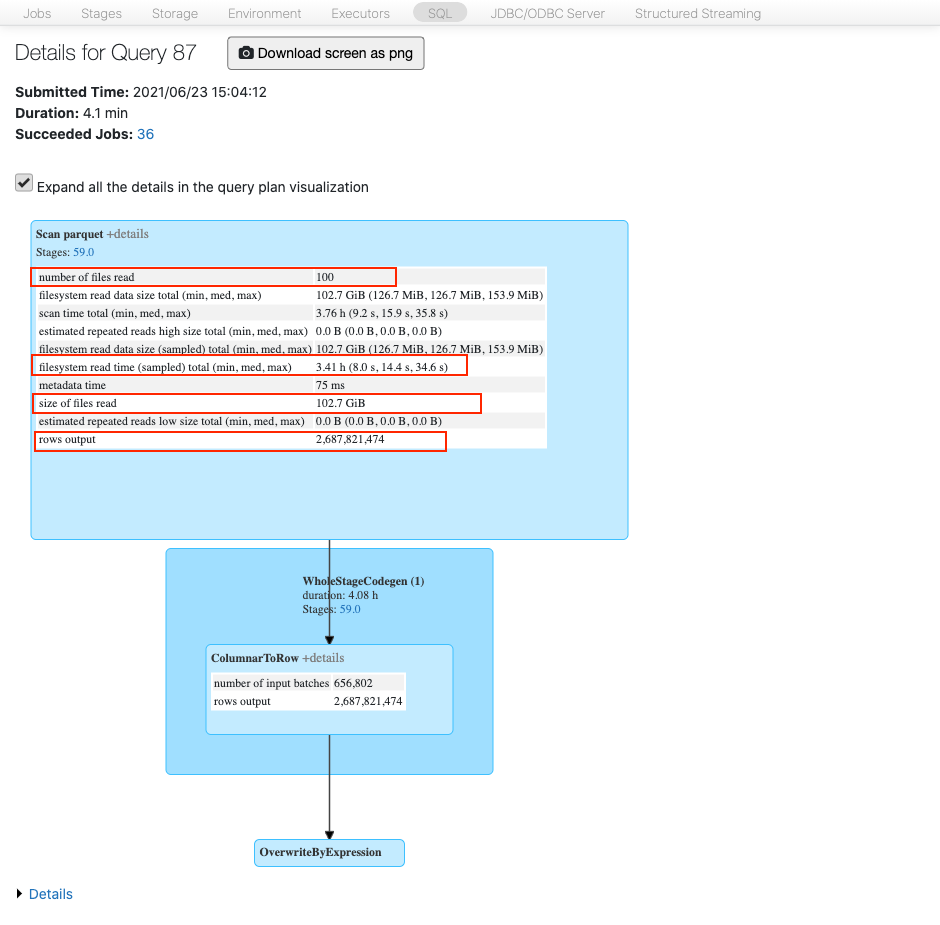 Jobs Stages Storage Environment Executors SQL JDBC/ODBC Server Structured Streaming
Details for Query 87 Download screen as png
Submitted Time: 2021/06/23 15:04:12
Duration: 4.1 min
Succeeded Jobs: 36
Expand all the details in the query plan visualization
Scan parquet +details
Stages: 59.0
number of files read 100
filesystem read data size total (min, med, max) 102.7 GiB (126.7 MiB, 126.7 MiB, 153.9 MiB)
scan time total (min, med, max) 3.76 h (9.2 s, 15.9 s, 35.8 s)
estimated repeated reads high size total (min, med, max) 0.0 B (0.0 B, 0.0 B, 0.0 B)
filesystem read data size (sampled) total (min, med, max) 102.7 GiB (126.7 MiB, 126.7 MiB, 153.9 MiB)
filesystem read time (sampled) total (min, med, max) 3.41 h (8.0 s, 14.4 s, 34.6 s)
metadata time 75 ms
size of files read 102.7 GiB
estimated repeated reads low size total (min, med, max) 0.0 B (0.0 B, 0.0 B, 0.0 B)
rows output 2,687,821,474
WholeStageCodegen (1)
duration: 4.08 h
Stages: 59.0
ColumnarToRow +details
number of input batches 656,802
rows output 2,687,821,474
OverwriteByExpression
Details